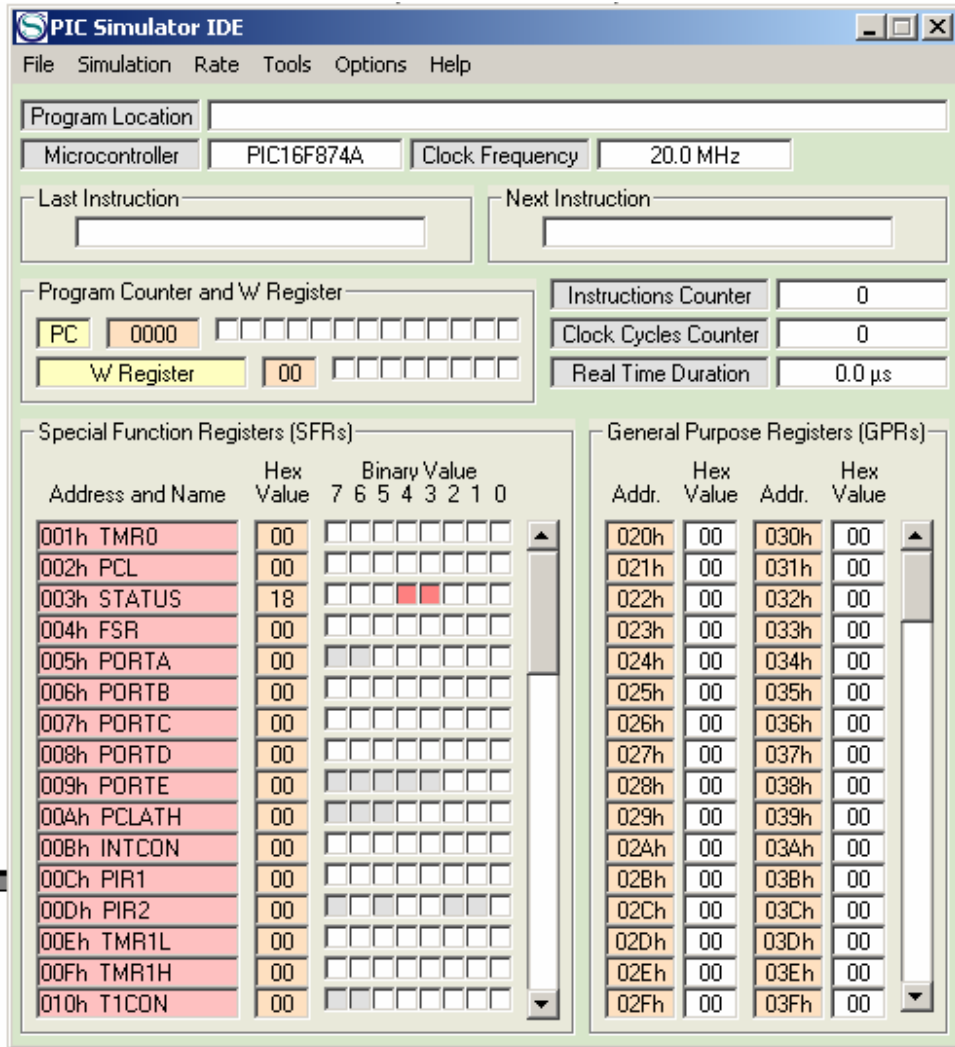 PIC Simulator IDE
File Simulation Rate Tools Options Help
Program Location
Microcontroller PIC16F874A Clock Frequency 20.0 MHz
Last Instruction Next Instruction
Program Counter and W Register Instructions Counter 0
PC 0000 Clock Cycles Counter 0
W Register 00 Real Time Duration 0.0 µs
Special Function Registers (SFRs) General Purpose Registers (GPRs)
Hex Binary Value Hex Hex
Address and Name Value 7 6 5 4 3 2 1 0 Addr. Value Addr. Value
001h TMR0 00 020h 00 030h 00
002h PCL 00 021h 00 031h 00
003h STATUS 18 022h 00 032h 00
004h FSR 00 023h 00 033h 00
005h PORTA 00 024h 00 034h 00
006h PORTB 00 025h 00 035h 00
007h PORTC 00 026h 00 036h 00
008h PORTD 00 027h 00 037h 00
009h PORTE 00 028h 00 038h 00
00Ah PCLATH 00 029h 00 039h 00
00Bh INTCON 00 02Ah 00 03Ah 00
00Ch PIR1 00 02Bh 00 03Bh 00
00Dh PIR2 00 02Ch 00 03Ch 00
00Eh TMR1L 00 02Dh 00 03Dh 00
00Fh TMR1H 00 02Eh 00 03Eh 00
010h T1CON 00 02Fh 00 03Fh 00